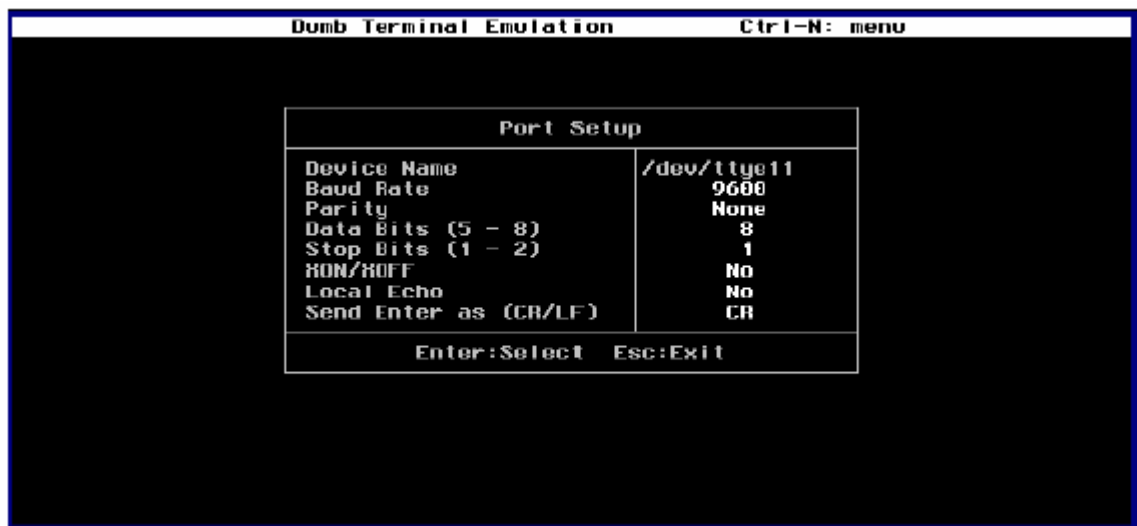 Dumb Terminal Emulation Ctrl-N: menu
Port Setup
Device Name /dev/ttye11
Baud Rate 9600
Parity None
Data Bits (5 - 8) 8
Stop Bits (1 - 2) 1
XON/XOFF No
Local Echo No
Send Enter as (CR/LF) CR
Enter:Select Esc:Exit